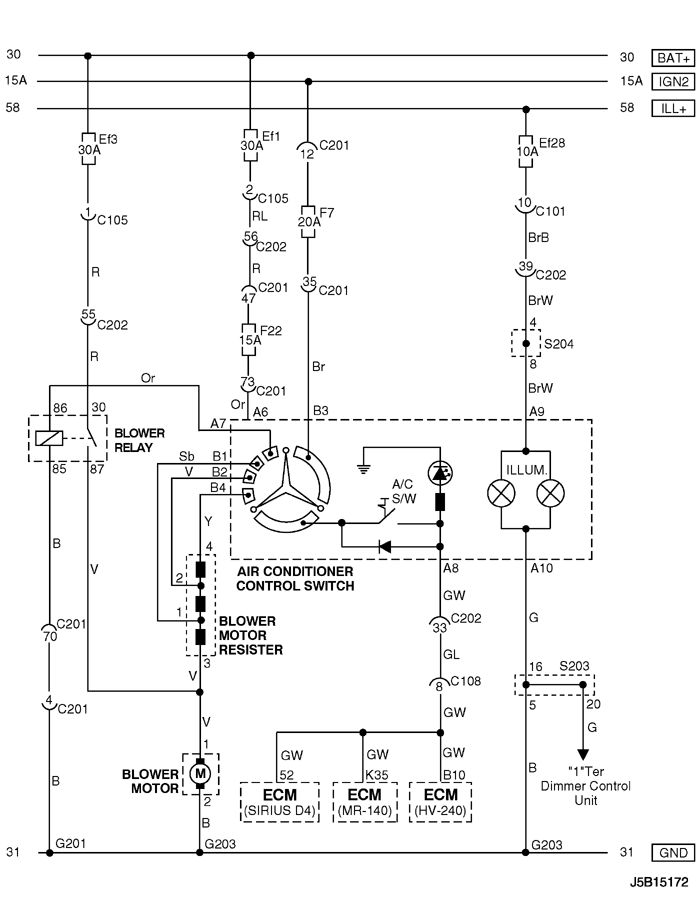 30
30
BAT+
15A
15A
IGN2
58
58
ILL+
Ef3
30A
Ef1
30A
C201
12
Ef28
10A
1
C105
2
C105
RL
F7
20A
10
C101
56
C202
BrB
R
R
39
C202
C201
47
35
C201
BrW
55
C202
F22
15A
4
S204
8
R
Br
Or
73
C201
BrW
86
30
Or
A6
B3
A9
A7
BLOWER
RELAY
Sb
B1
V
B2
B4
85
87
A/C
S/W
ILLUM.
Y
B
V
4
2
1
3
AIR CONDITIONER
CONTROL SWITCH
A8
A10
GW
BLOWER
MOTOR
RESISTER
C201
70
C202
33
G
GL
V
4
C201
C108
8
16
S203
5
20
GW
G
V
1
GW
GW
GW
B
B
BLOWER
MOTOR
M
2
52
K35
B10
ECM
(SIRIUS D4)
ECM
(MR-140)
ECM
(HV-240)
"1"Ter
Dimmer Control
Unit
B
31
G201
G203
G203
31
GND
J5B15172